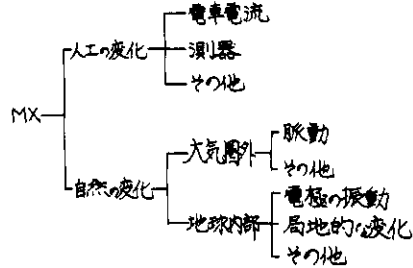 電車電流
人工の変化
測器
その他
MX
脈動
大気圏外
その他
自然の変化
電極の振動
地球内部
局地的な変化
その他